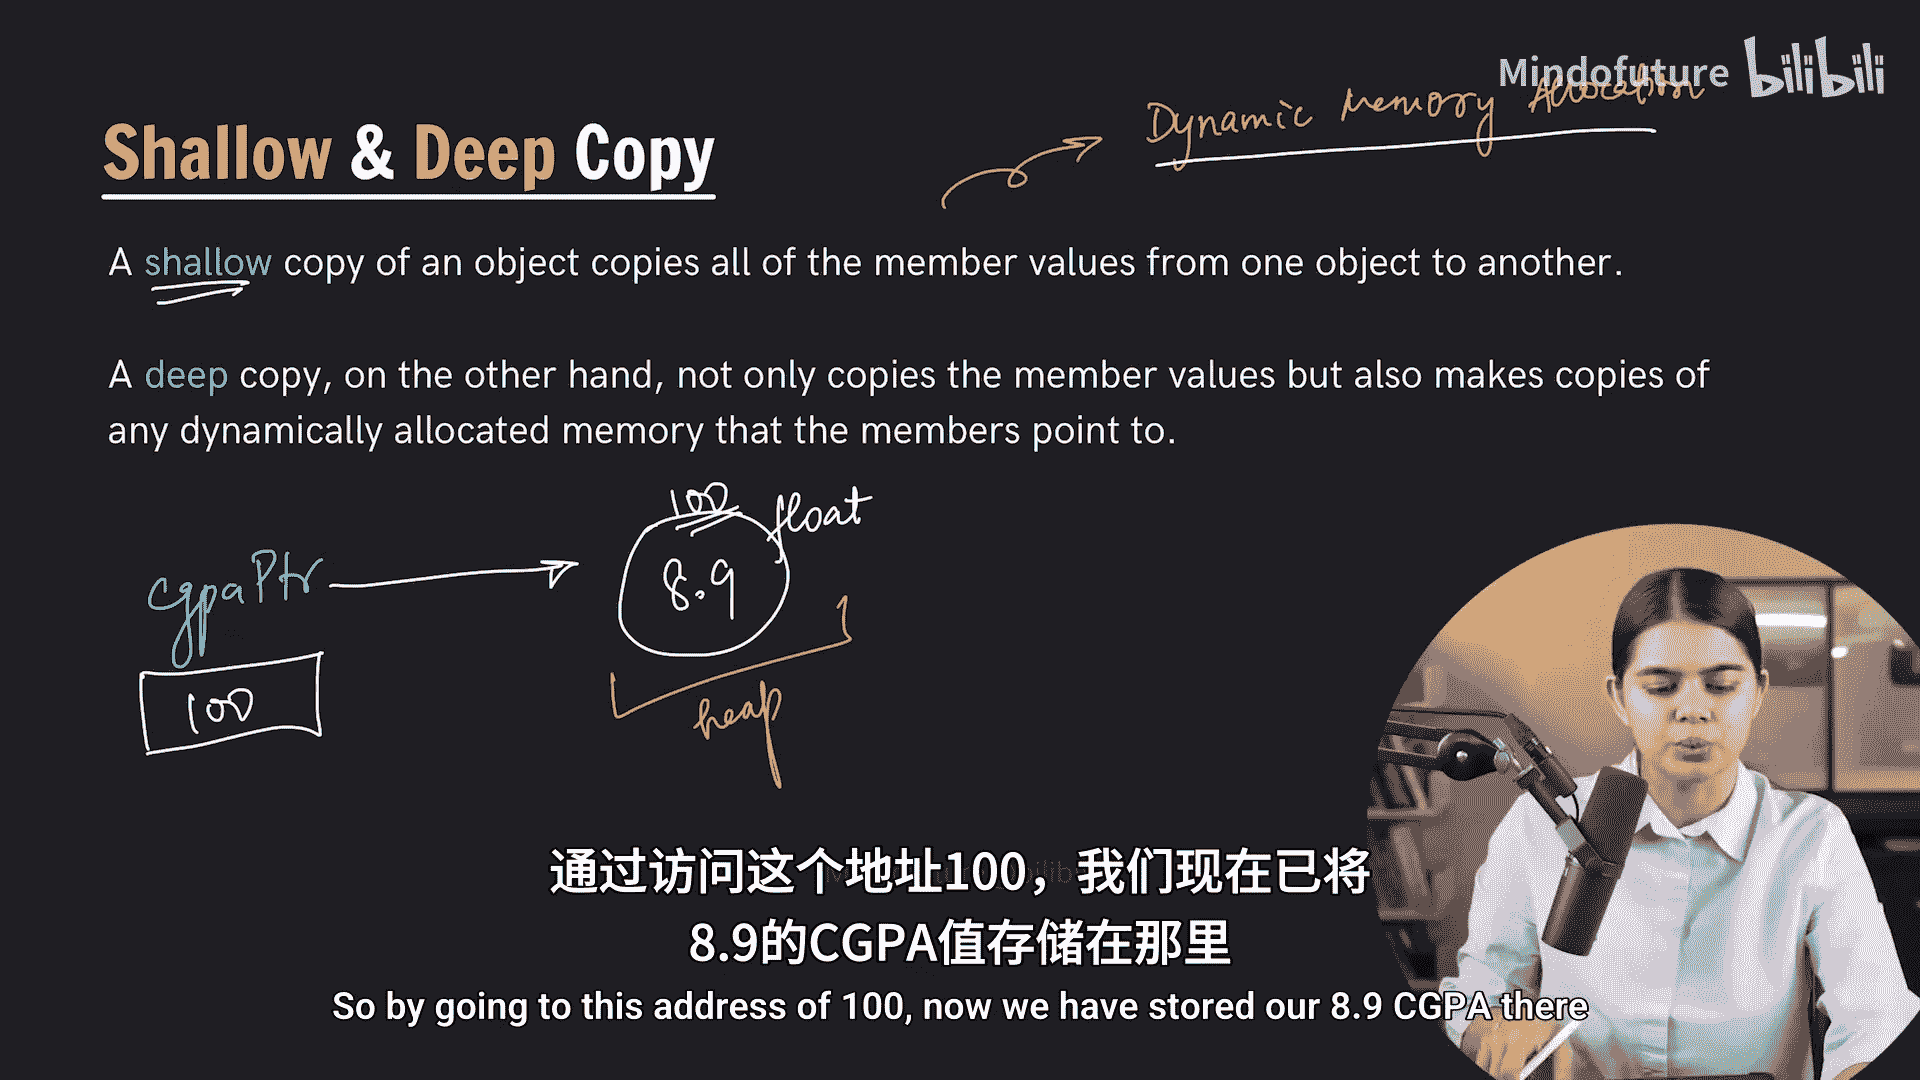 Mindofuture bilibili
Dynamic Memory Allocation
Shallow & Deep Copy
A shallow copy of an object copies all of the member values from one object to another.
A deep copy, on the other hand, not only copies the member values but also makes copies of
any dynamically allocated memory that the members point to.
100
float
cgpaPtr
8.9
100
heap
通过访问这个地址100，我们现在已将
8.9的CGPA值存储在那里
So by going to this address of 100, now we have stored our 8.9 CGPA there